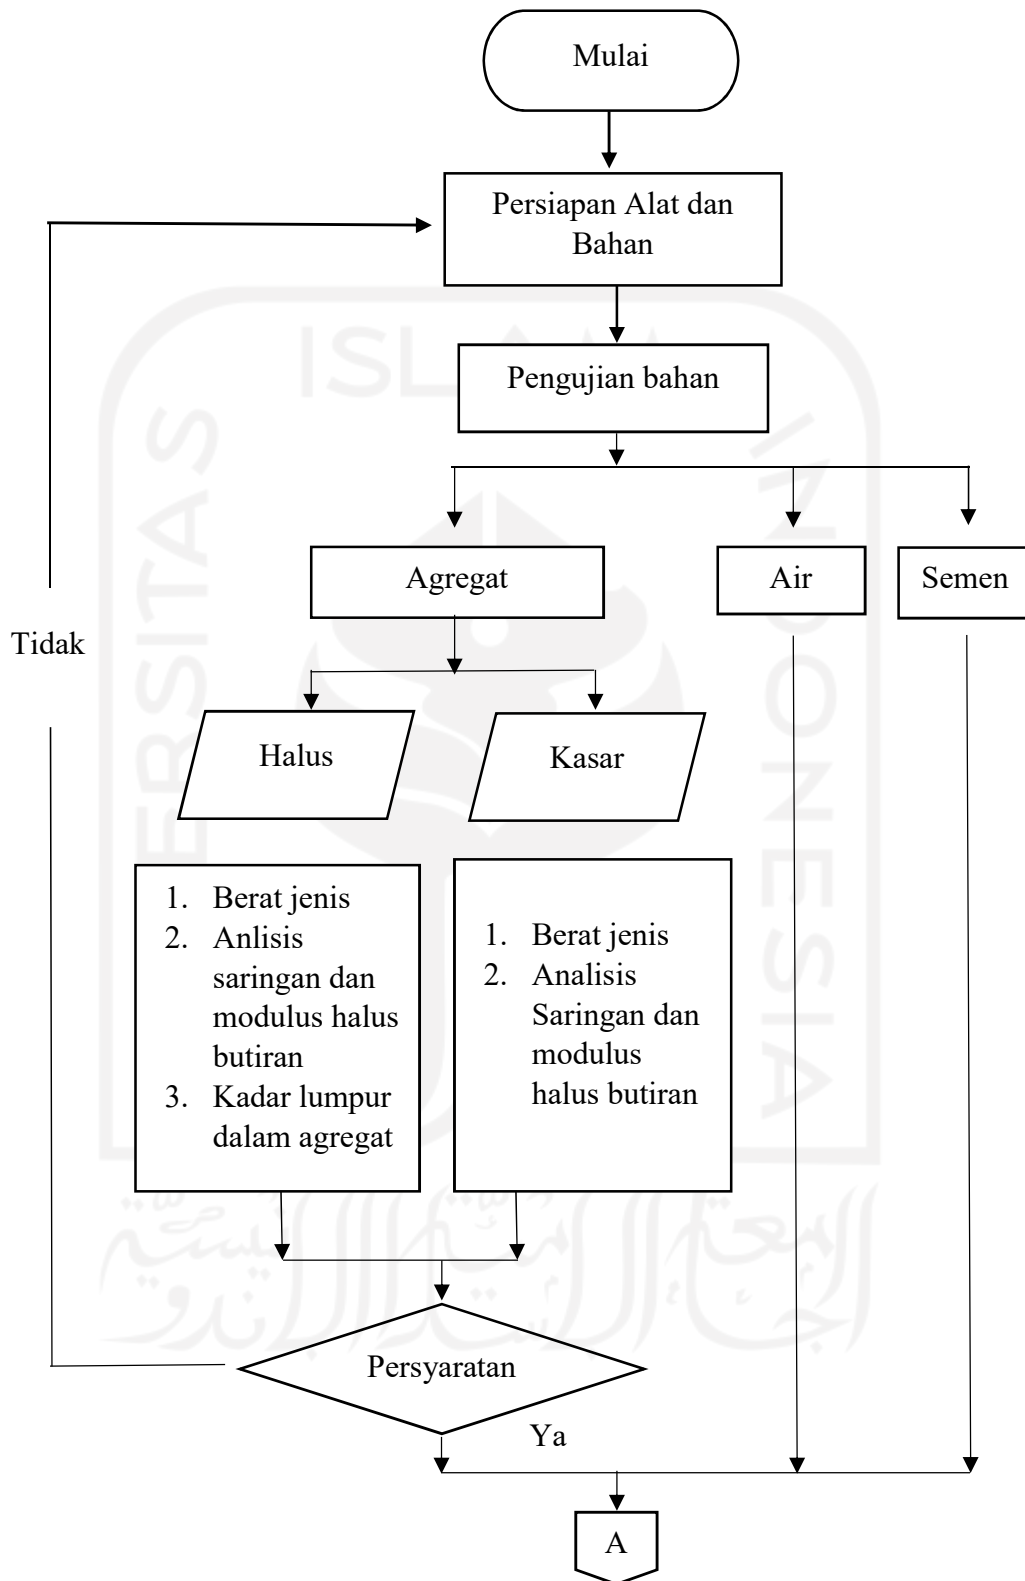 Mulai
Persiapan Alat dan
Bahan
Pengujian bahan
Agregat
Air
Semen
Tidak
Halus
Kasar
1. Berat jenis
2. Anlisis
saringan dan
modulus halus
butiran
3. Kadar lumpur
dalam agregat
1. Berat jenis
2. Analisis
Saringan dan
modulus
halus butiran
Persyaratan
Ya
A
ISLAM
INDONESIA